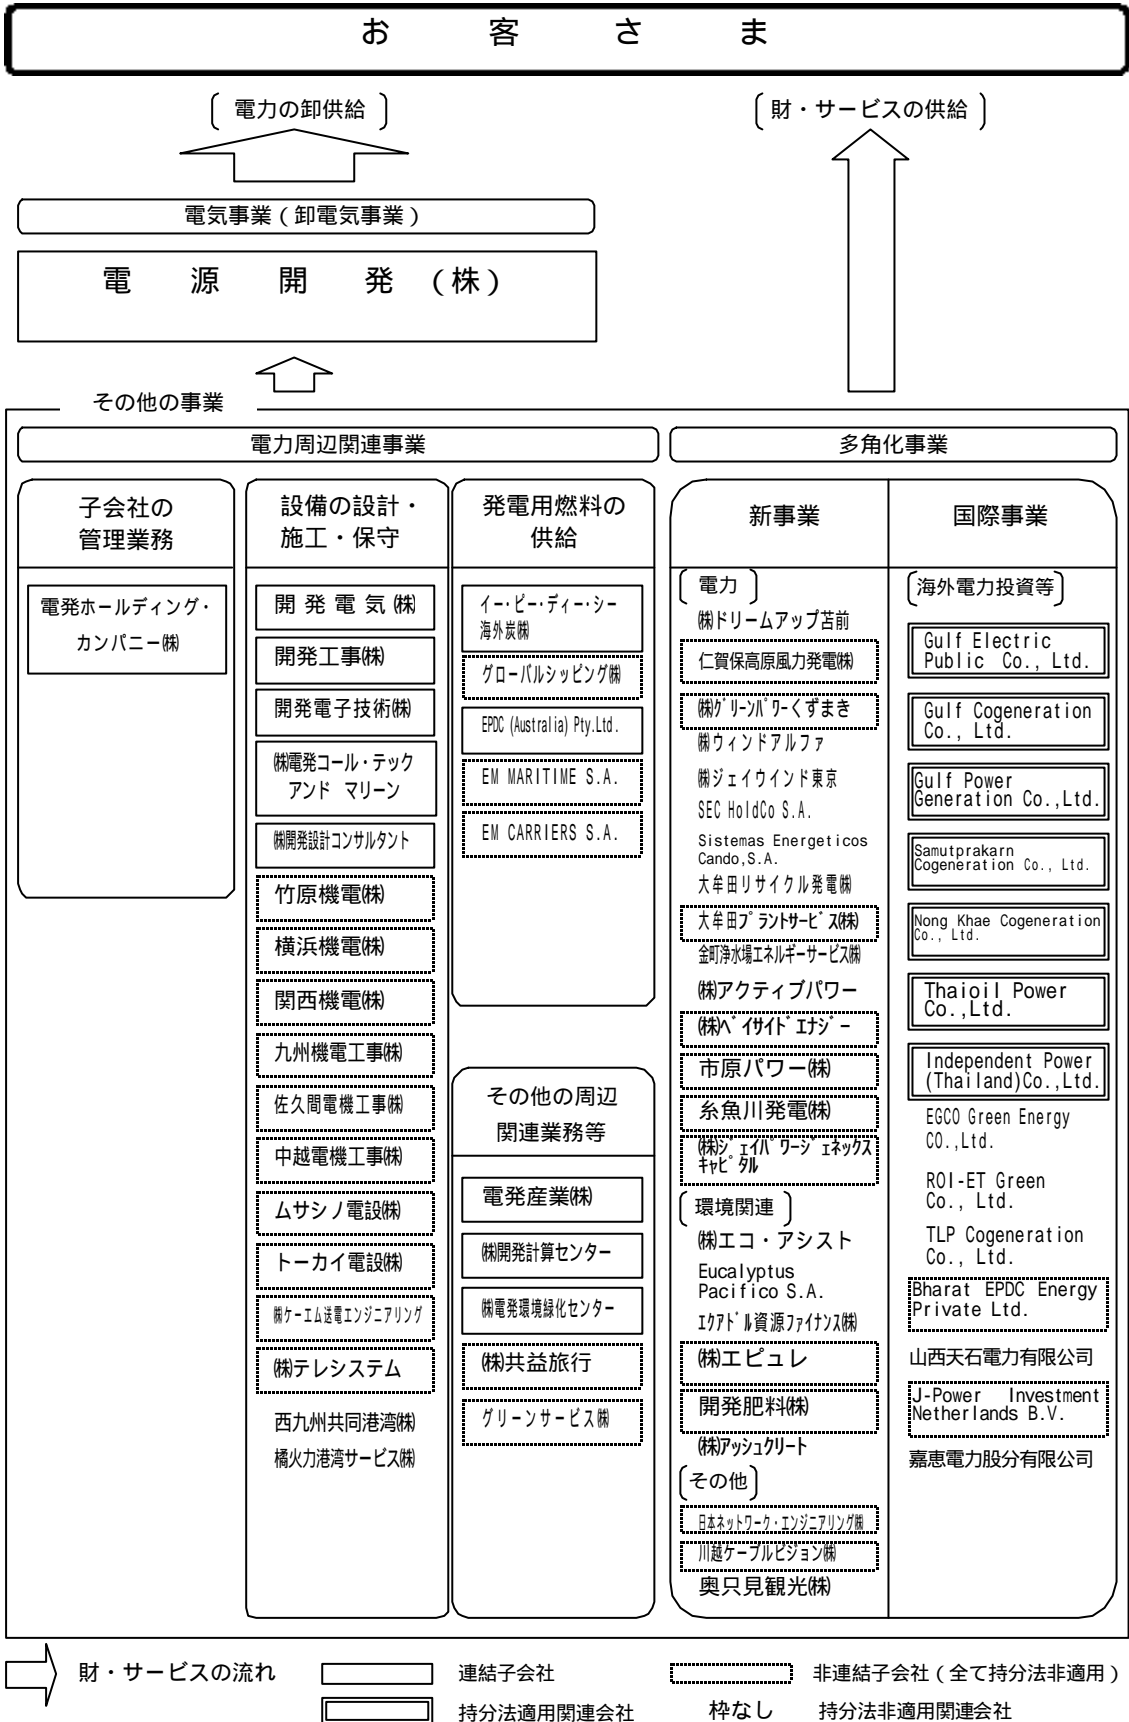 お客さま
電力の卸供給
財・サービスの供給
電気事業(卸電気事業)
電源開発(株)
その他の事業
電力周辺関連事業
多角化事業
子会社の
管理業務
電発ホールディング・
カンパニー㈱
設備の設計・
施工・保守
開発電気㈱
開発工事㈱
開発電子技術㈱
㈱電発コール・テック
アンド マリーン
㈱開発設計コンサルタント
竹原機電㈱
横浜機電㈱
関西機電㈱
九州機電工事㈱
佐久間電機工事㈱
中越電機工事㈱
ムサシノ電設㈱
トーカイ電設㈱
㈱ケーエム送電エンジニアリング
㈱テレシステム
西九州共同港湾㈱
橘火力港湾サービス㈱
発電用燃料の
供給
イー・ピー・ディー・シー
海外炭㈱
グローバルシッピング㈱
EPDC (Australia) Pty.Ltd.
EM MARITIME S.A.
EM CARRIERS S.A.
その他の周辺
関連業務等
電発産業㈱
㈱開発計算センター
㈱電発環境緑化センター
㈱共益旅行
グリーンサービス㈱
新事業
電力
㈱ドリームアップ苫前
仁賀保高原風力発電㈱
㈱グリーンパワーくずまき
㈱ウィンドアルファ
㈱ジェイウインド東京
SEC HoldCo S.A.
Sistemas Energeticos
Cando,S.A.
大牟田リサイクル発電㈱
大牟田プラントサービス㈱
金町浄水場エネルギーサービス㈱
㈱アクティブパワー
㈱ベイサイドエナジー
市原パワー㈱
糸魚川発電㈱
㈱ジェイパワージェネックス
キャピタル
環境関連
㈱エコ・アシスト
Eucalyptus
Pacifico S.A.
エクアドル資源ファイナンス㈱
㈱エピュレ
開発肥料㈱
㈱アッシュクリート
その他
日本ネットワーク・エンジニアリング㈱
川越ケーブルビジョン㈱
奥只見観光㈱
国際事業
海外電力投資等
Gulf Electric
Public Co., Ltd.
Gulf Cogeneration
Co., Ltd.
Gulf Power
Generation Co.,Ltd.
Samutprakarn
Cogeneration Co., Ltd.
Nong Khae Cogeneration
Co., Ltd.
Thaioil Power
Co.,Ltd.
Independent Power
(Thailand)Co.,Ltd.
EGCO Green Energy
CO.,Ltd.
ROI-ET Green
Co., Ltd.
TLP Cogeneration
Co., Ltd.
Bharat EPDC Energy
Private Ltd.
山西天石電力有限公司
J-Power Investment
Netherlands B.V.
嘉恵電力股分有限公司
財・サービスの流れ
連結子会社
非連結子会社(全て持分法非適用)
持分法適用関連会社
枠なし 持分法非適用関連会社